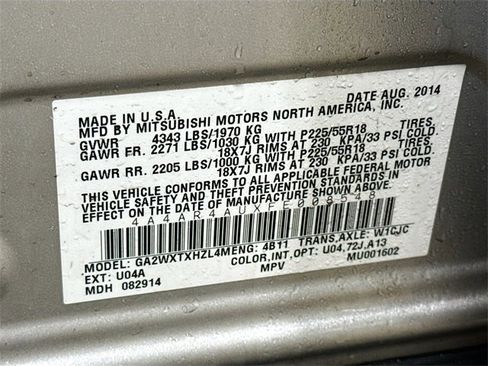 MADE IN U.S.A. DATE AUG. 2014
MFD BY MITSUBISHI MOTORS NORTH AMERICA, INC.
GVWR 4343 LBS/1970 KG
GAWR FR. 2271 LBS/1030 KG WITH P225/55R18 TIRES,
18X7J RIMS AT 230 KPA/33 PSI COLD.
GAWR RR. 2205 LBS/1000 KG WITH P225/55R18 TIRES,
18X7J RIMS AT 230 KPA/33 PSI COLD.
THIS VEHICLE CONFORMS TO ALL APPLICABLE FEDERAL MOTOR
VEHICLE SAFETY AND THEFT PREVENTION STANDARDS IN
EFFECT ON THE DATE OF MANUFACTURE SHOWN ABOVE.
4A4AR4AUXFE008548
MODEL: GA2WXTXHZL4M ENG: 4B11 TRANS,AXLE: W1CJC
EXT: U04A COLOR,INT,OPT: U04,72J,A13
MDH 082914 MPV MU001602